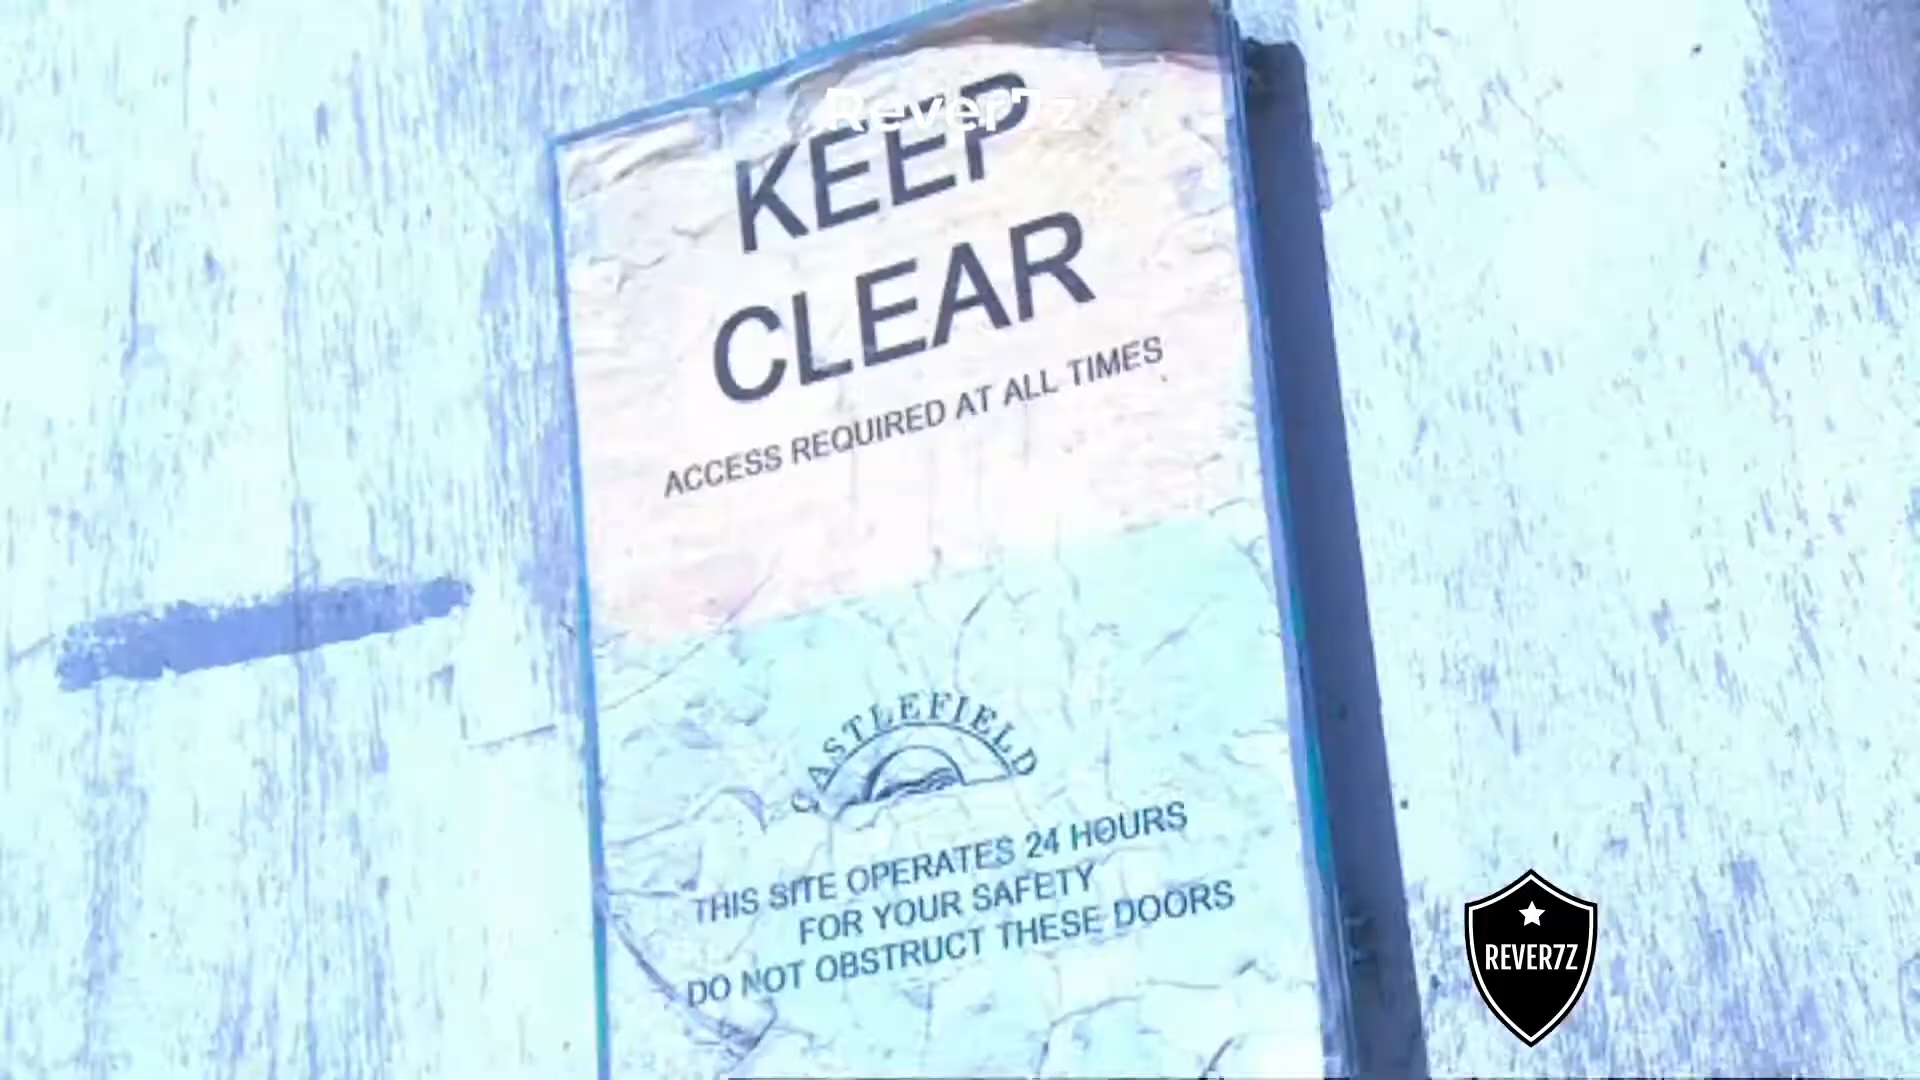 Rever7z
KEEP
CLEAR
ACCESS REQUIRED AT ALL TIMES
CASTLEFIELD
THIS SITE OPERATES 24 HOURS
FOR YOUR SAFETY
DO NOT OBSTRUCT THESE DOORS
REVER7Z